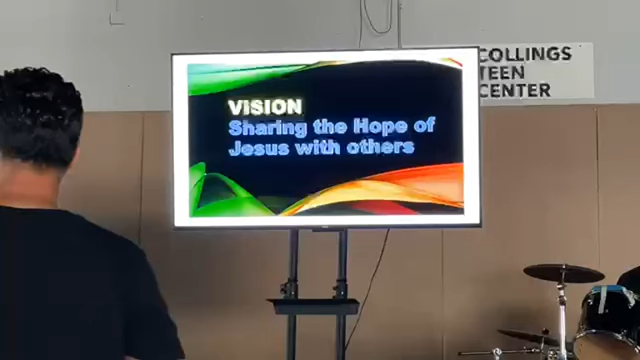 VISION
Sharing the Hope of
Jesus with others
COLLINGS
TEEN
CENTER